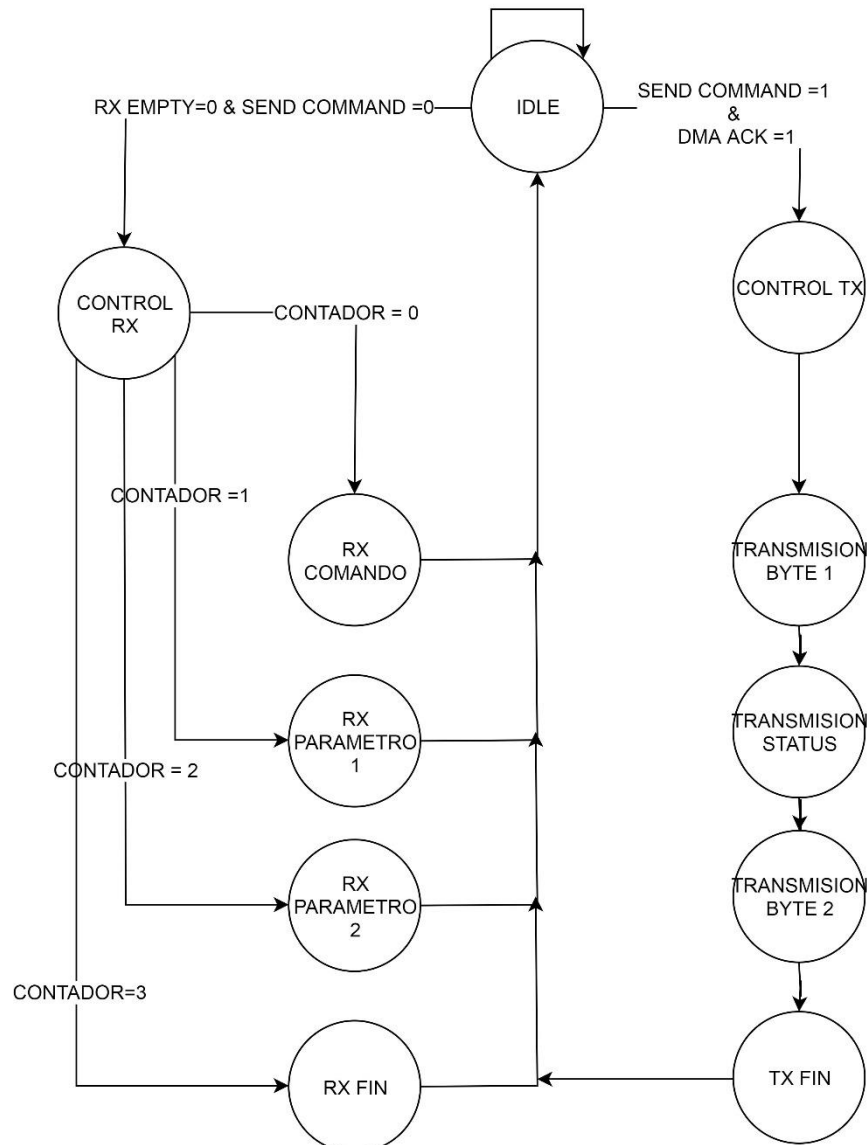 IDLE
RX EMPTY=0 & SEND COMMAND =0
SEND COMMAND =1
&
DMA ACK =1
CONTROL
RX
CONTADOR = 0
CONTROL TX
CONTADOR =1
RX
COMANDO
TRANSMISION
BYTE 1
RX
PARAMETRO
1
TRANSMISION
STATUS
CONTADOR = 2
RX
PARAMETRO
2
TRANSMISION
BYTE 2
CONTADOR=3
RX FIN
TX FIN